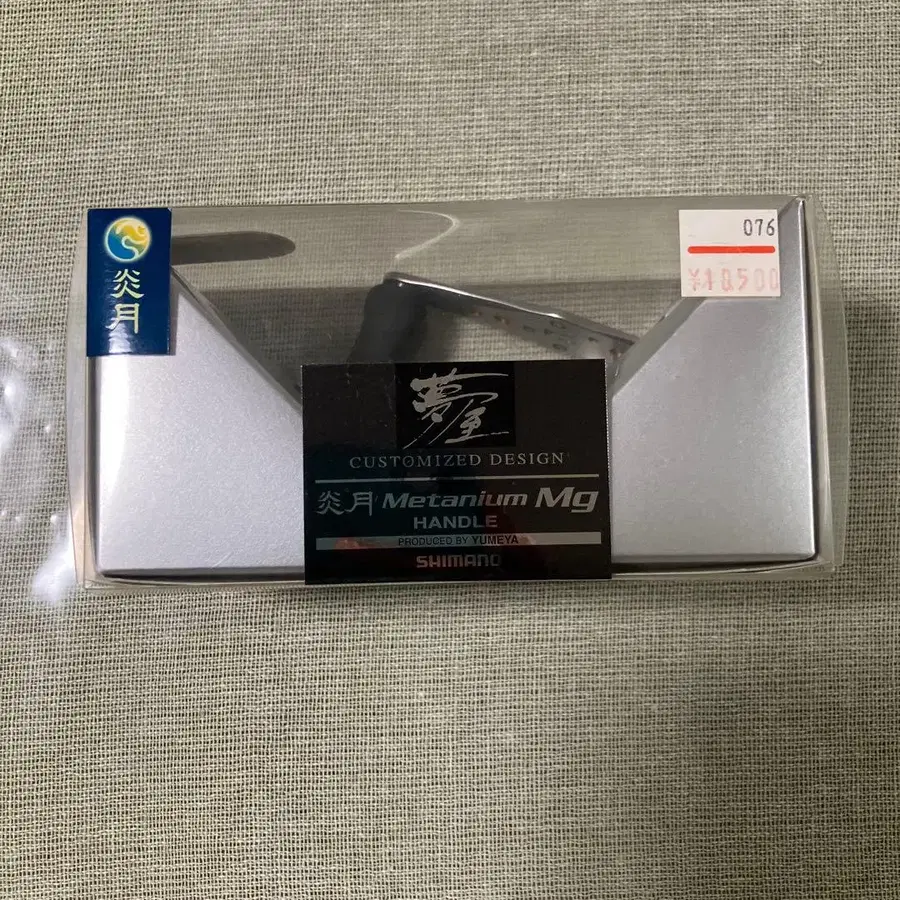 炎月
076
¥10500
夢屋
CUSTOMIZED DESIGN
炎月 Metanium Mg
HANDLE
PRODUCED BY YUMEYA
SHIMANO